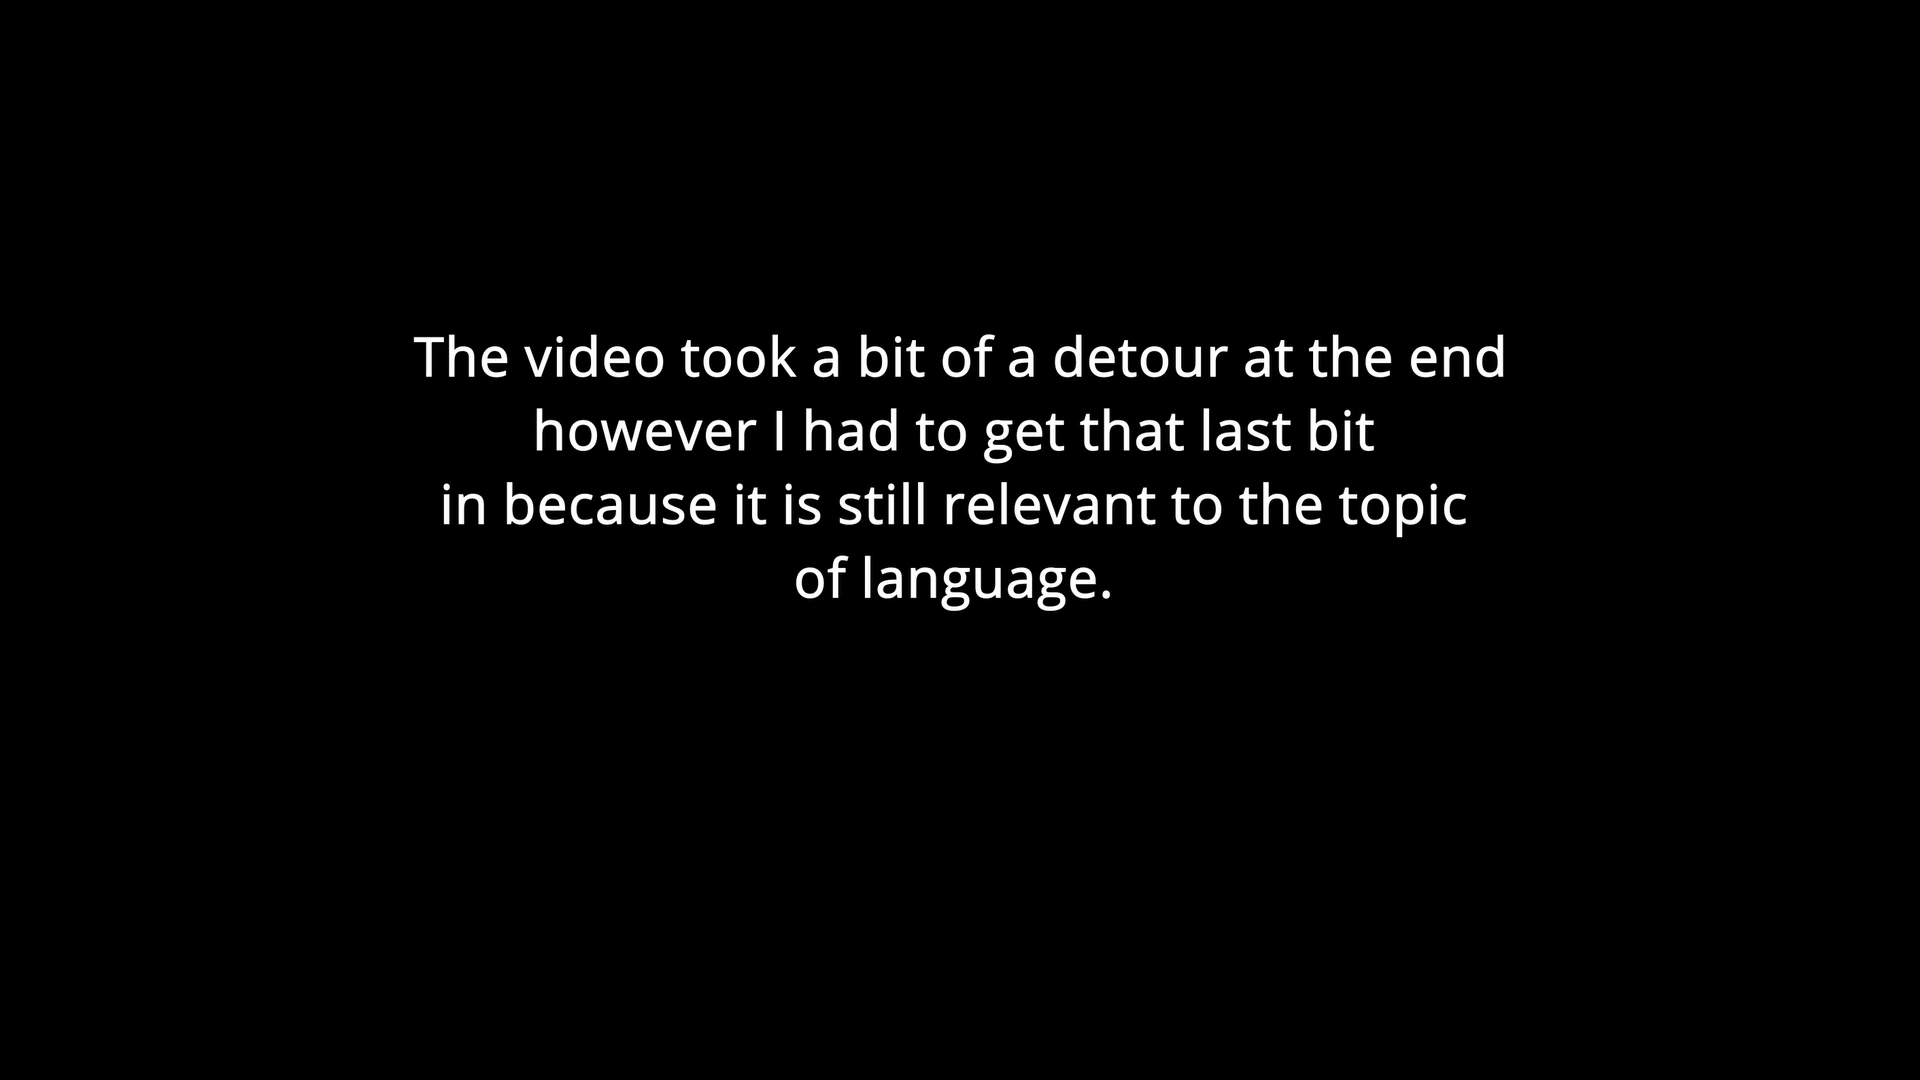 The video took a bit of a detour at the end
however I had to get that last bit
in because it is still relevant to the topic
of language.